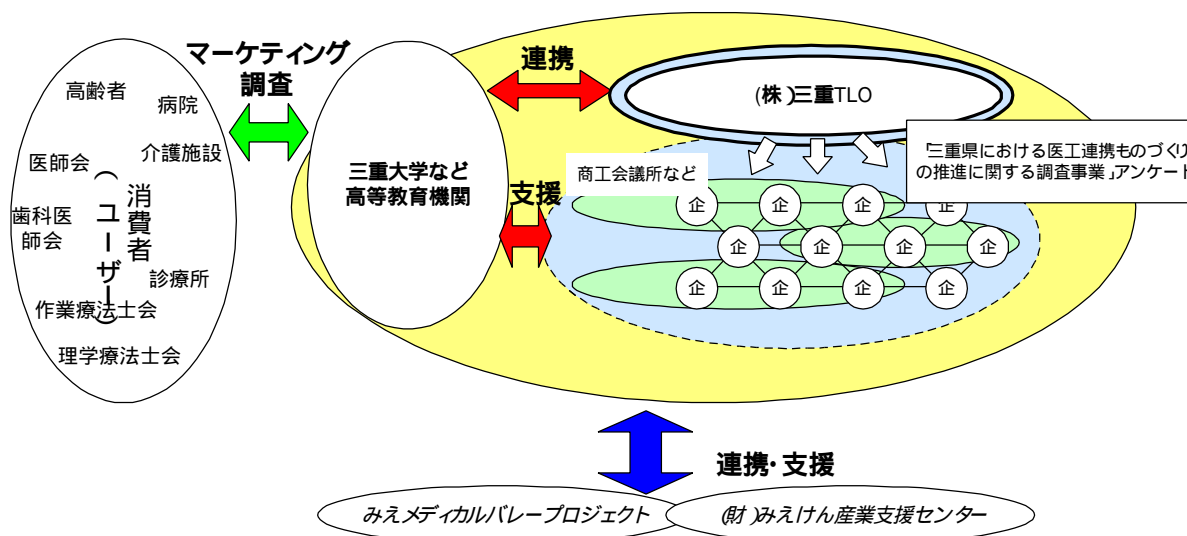 マーケティング
調査
高齢者
病院
医師会
介護施設
歯科医
師会
消費者
(ユーザー)
診療所
作業療法士会
理学療法士会
三重大学など
高等教育機関
連携
支援
(株)三重TLO
「三重県における医工連携ものづくり
の推進に関する調査事業」アンケート
商工会議所など
企 企 企 企
企 企 企 企
企 企 企 企
連携・支援
みえメディカルバレープロジェクト
(財)みえけん産業支援センター